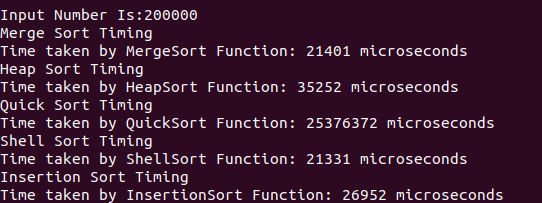 Input Number Is:200000
Merge Sort Timing
Time taken by MergeSort Function: 21401 microseconds
Heap Sort Timing
Time taken by HeapSort Function: 35252 microseconds
Quick Sort Timing
Time taken by QuickSort Function: 25376372 microseconds
Shell Sort Timing
Time taken by ShellSort Function: 21331 microseconds
Insertion Sort Timing
Time taken by InsertionSort Function: 26952 microseconds